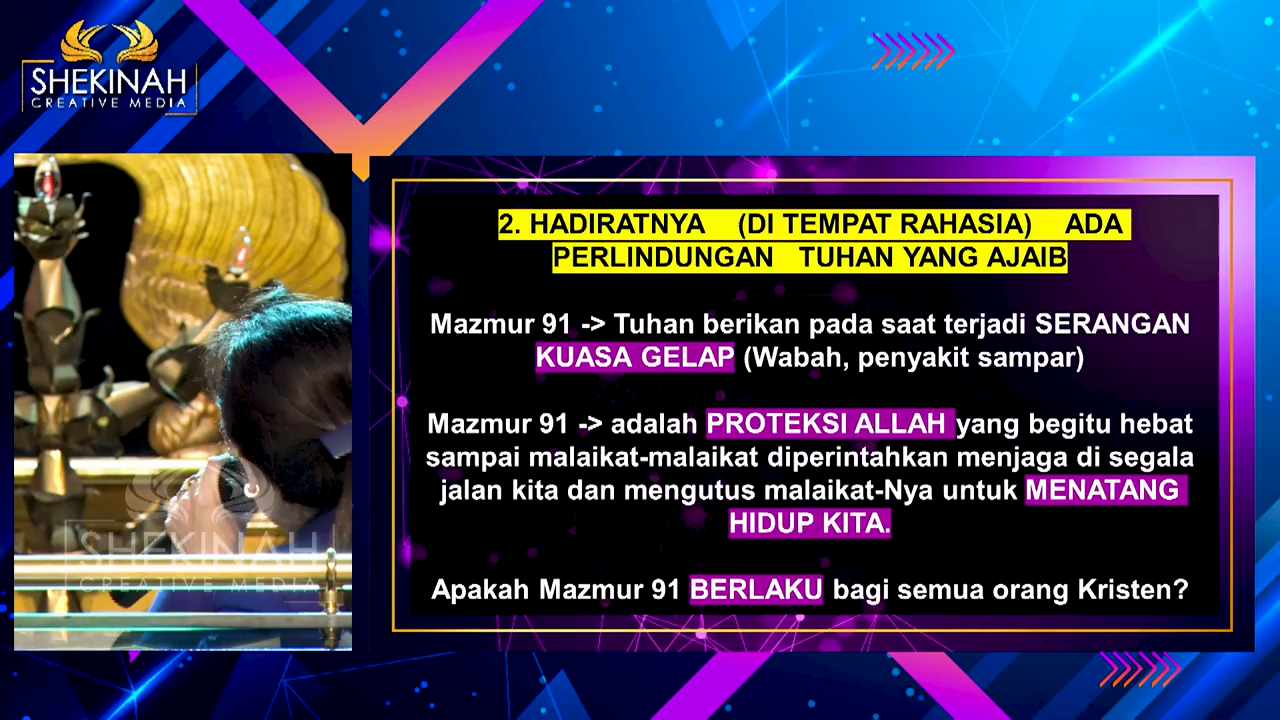 SHEKINAH
CREATIVE MEDIA
2. HADIRATNYA (DI TEMPAT RAHASIA) ADA
PERLINDUNGAN TUHAN YANG AJAIB
Mazmur 91 -> Tuhan berikan pada saat terjadi SERANGAN
KUASA GELAP (Wabah, penyakit sampar)
Mazmur 91 -> adalah PROTEKSI ALLAH yang begitu hebat
sampai malaikat-malaikat diperintahkan menjaga di segala
jalan kita dan mengutus malaikat-Nya untuk MENATANG
HIDUP KITA.
Apakah Mazmur 91 BERLAKU bagi semua orang Kristen?
SHEKINAH
CREATIVE MEDIA